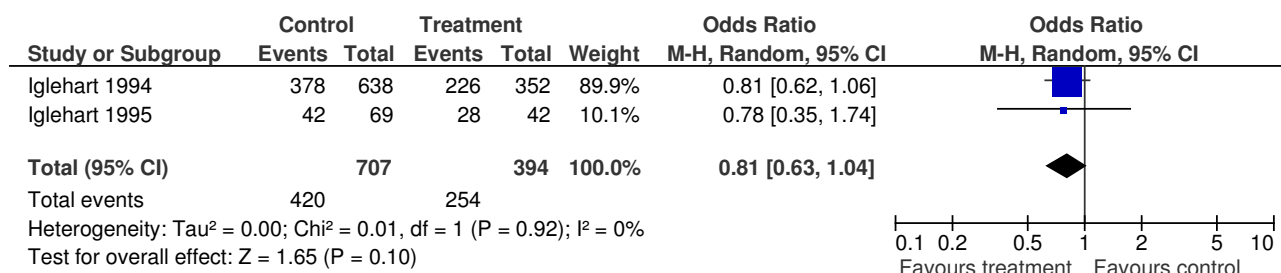 Control Treatment Odds Ratio Odds Ratio
Study or Subgroup Events Total Events Total Weight M-H, Random, 95% CI M-H, Random, 95% CI
Iglehart 1994 378 638 226 352 89.9% 0.81 [0.62, 1.06]
Iglehart 1995 42 69 28 42 10.1% 0.78 [0.35, 1.74]
Total (95% CI) 707 394 100.0% 0.81 [0.63, 1.04]
Total events 420 254
Heterogeneity: Tau² = 0.00; Chi² = 0.01, df = 1 (P = 0.92); I² = 0%
Test for overall effect: Z = 1.65 (P = 0.10)
0.1 0.2 0.5 1 2 5 10
Favours treatment Favours control